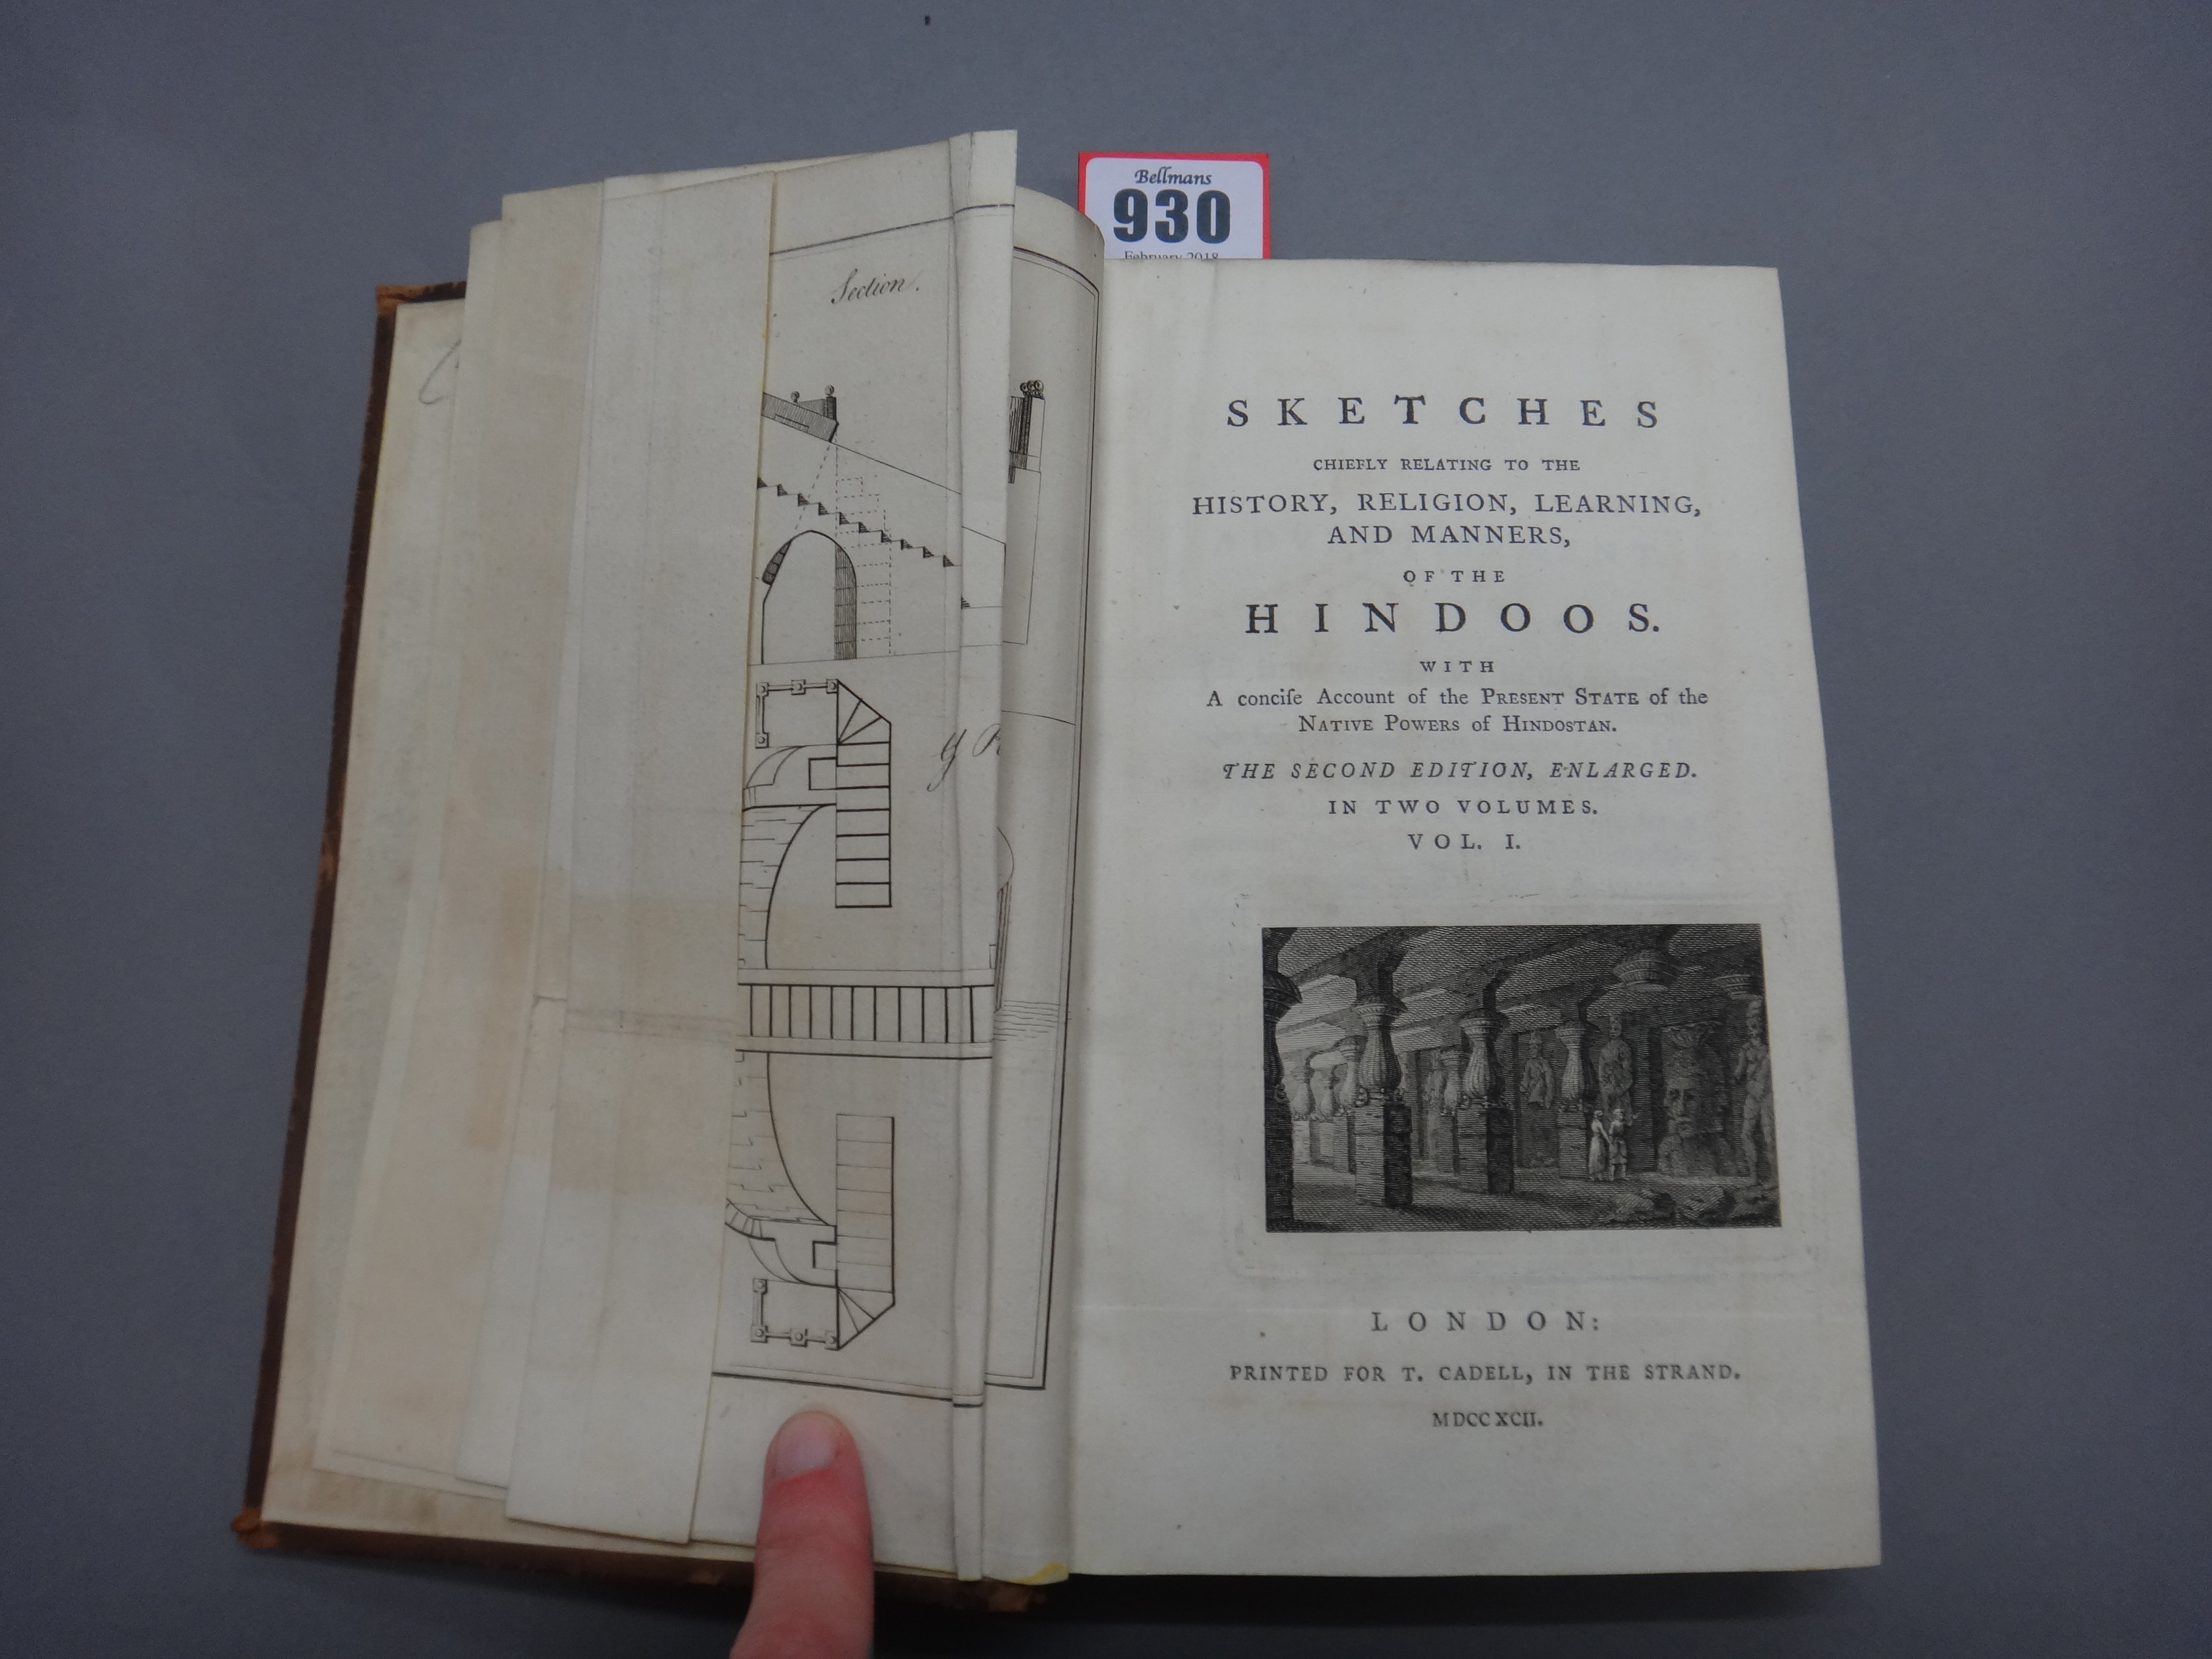 Bellmans
930
February 2018
Section.
SKETCHES
CHIEFLY RELATING TO THE
HISTORY, RELIGION, LEARNING,
AND MANNERS,
OF THE
HINDOOS.
WITH
A conciſe Account of the PRESENT STATE of the
NATIVE POWERS of HINDOSTAN.
THE SECOND EDITION, ENLARGED.
IN TWO VOLUMES.
VOL. I.
LONDON:
PRINTED FOR T. CADELL, IN THE STRAND.
MDCCXCII.